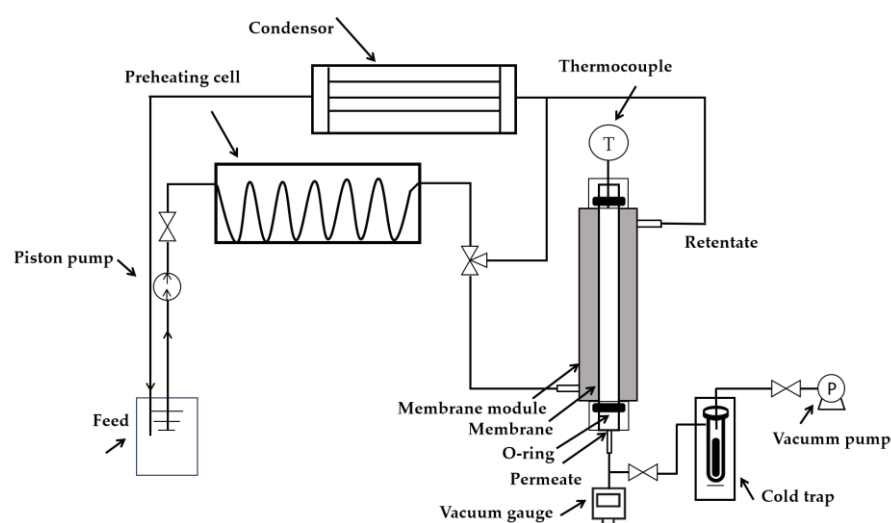 Condensor
Preheating cell
Thermocouple
T
Retentate
Piston pump
Feed
Membrane module
Membrane
O-ring
Permeate
Vacuum gauge
P
Vacumm pump
Cold trap